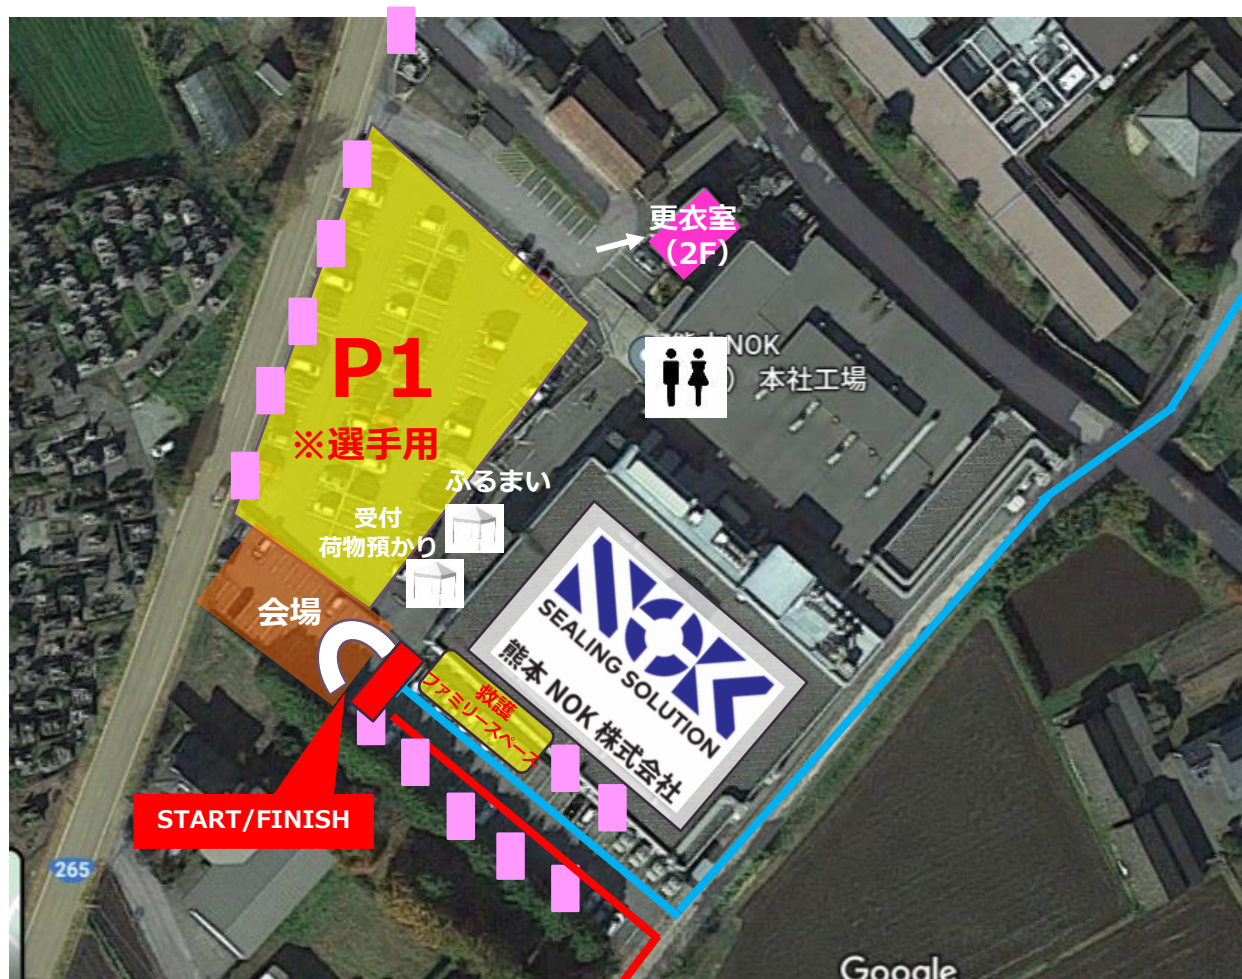 更衣室
（2F）
NOK
本社工場
P1
※選手用
ふるまい
受付
荷物預かり
会場
NOK
SEALING SOLUTION
熊本 NOK 株式会社
救護
ファミリースペース
START/FINISH
265
Google